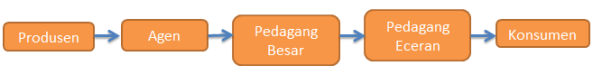 Produsen
Agen
Pedagang
Besar
Pedagang
Eceran
Konsumen